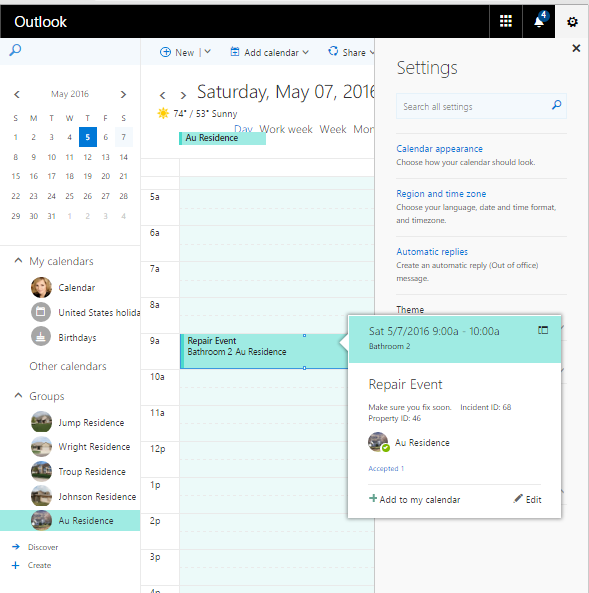 Outlook
4
New
Add calendar
Share
May 2016
S M T W T F S
1 2 3 4 5 6 7
8 9 10 11 12 13 14
15 16 17 18 19 20 21
22 23 24 25 26 27 28
29 30 31 1 2 3 4
My calendars
Calendar
United States holida
Birthdays
Other calendars
Groups
Jump Residence
Wright Residence
Troup Residence
Johnson Residence
Au Residence
Discover
Create
Saturday, May 07, 2016
74° / 53° Sunny
Day Work week Week Mon
Au Residence
5a
6a
7a
8a
9a
Repair Event
Bathroom 2 Au Residence
10a
11a
12p
1p
2p
3p
4p
Settings
Search all settings
Calendar appearance
Choose how your calendar should look.
Region and time zone
Choose your language, date and time format,
and timezone.
Automatic replies
Create an automatic reply (Out of office)
message.
Theme
Sat 5/7/2016 9:00a - 10:00a
Bathroom 2
Repair Event
Make sure you fix soon. Incident ID: 68
Property ID: 46
Au Residence
Accepted 1
Add to my calendar
Edit